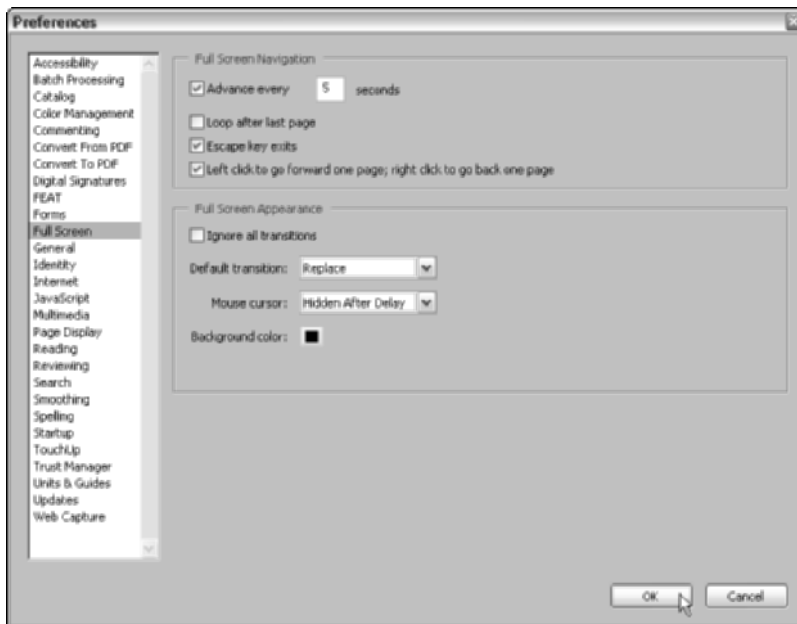 Preferences
Accessibility
Batch Processing
Catalog
Color Management
Commenting
Convert From PDF
Convert To PDF
Digital Signatures
FEAT
Forms
Full Screen
General
Identity
Internet
JavaScript
Multimedia
Page Display
Reading
Reviewing
Search
Smoothing
Spelling
Startup
TouchUp
Trust Manager
Units & Guides
Updates
Web Capture
Full Screen Navigation
Advance every 5 seconds
Loop after last page
Escape key exits
Left click to go forward one page; right click to go back one page
Full Screen Appearance
Ignore all transitions
Default transition: Replace
Mouse cursor: Hidden After Delay
Background color:
OK Cancel